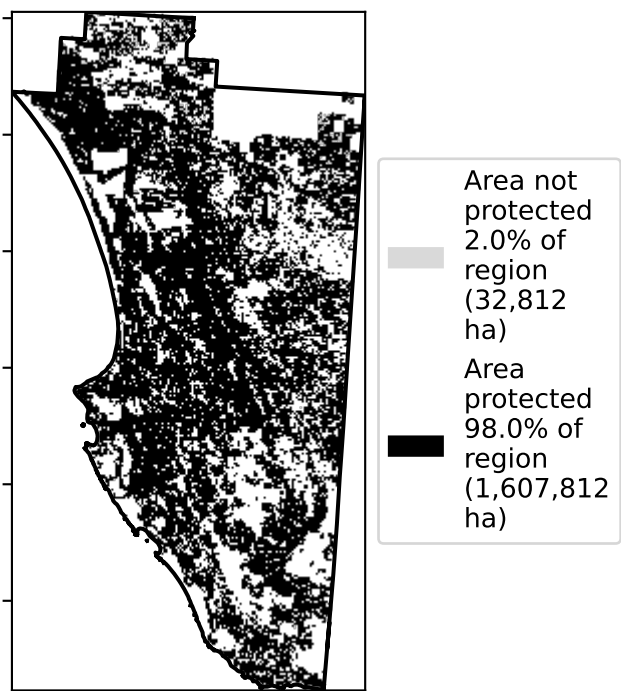 Area not
protected
2.0% of
region
(32,812
ha)
Area
protected
98.0% of
region
(1,607,812
ha)